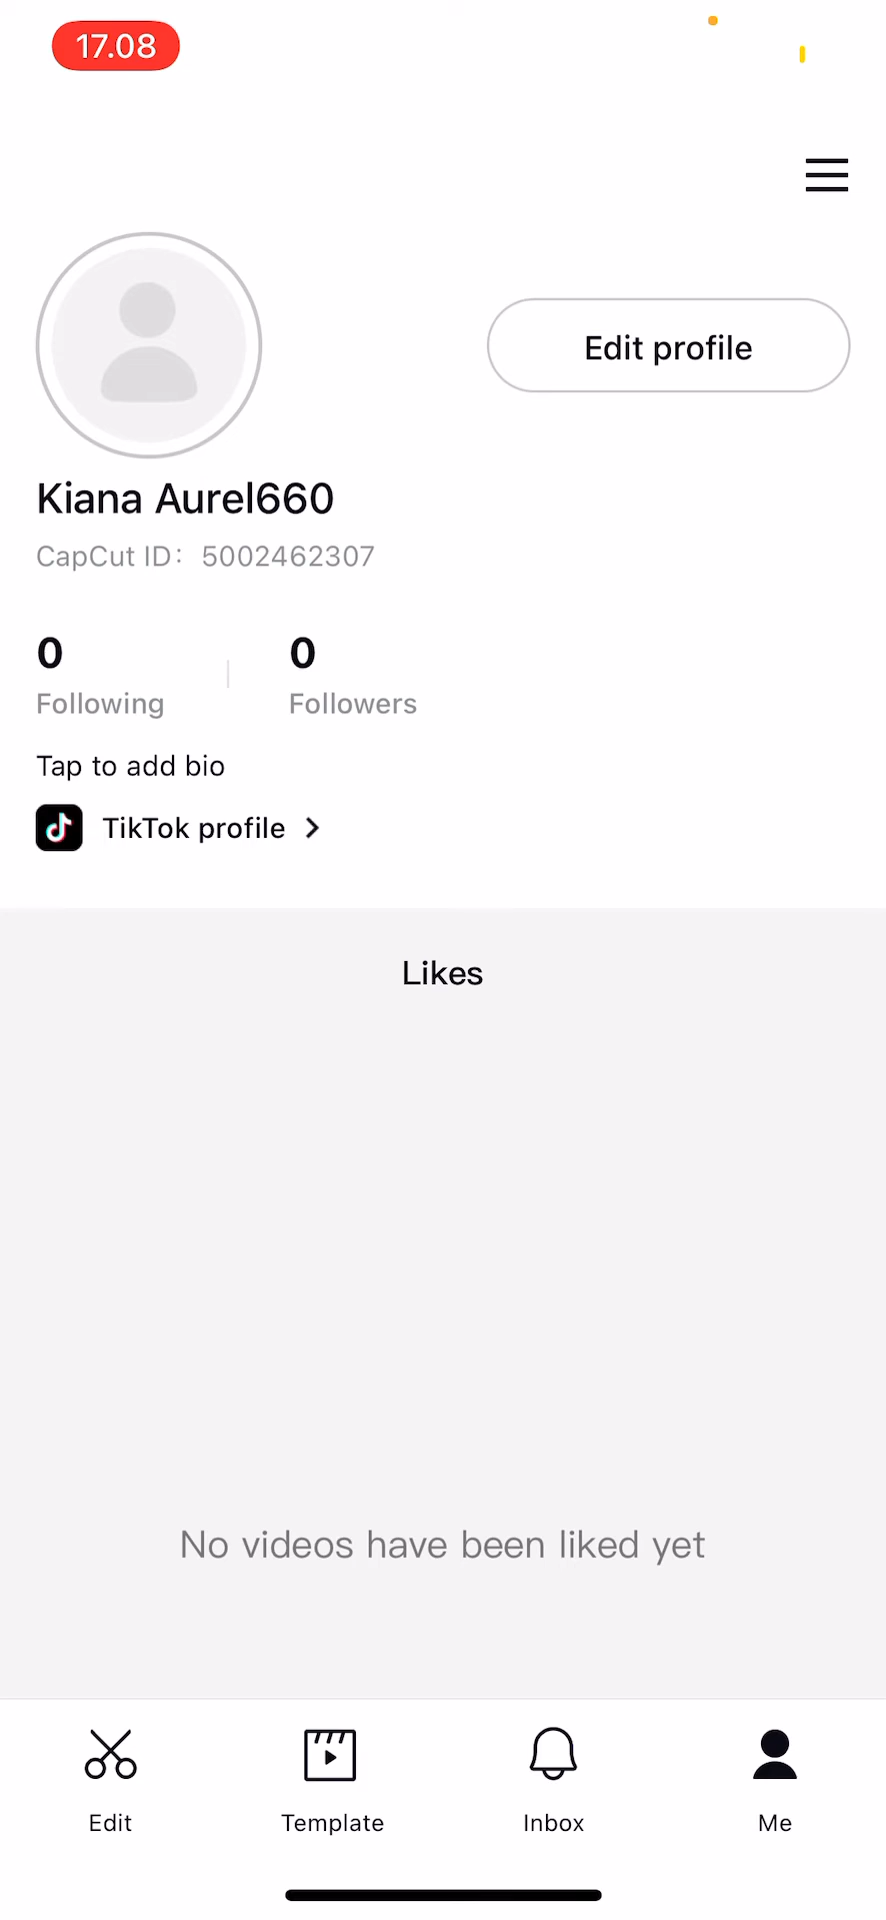 17.08
Edit profile
Kiana Aurel660
CapCut ID: 5002462307
0 0
Following Followers
Tap to add bio
TikTok profile
Likes
No videos have been liked yet
Edit Template Inbox Me